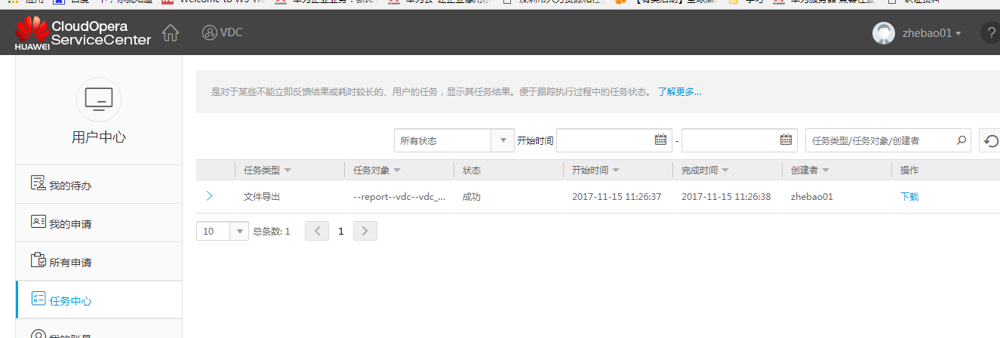 Welcome to
CloudOpera
ServiceCenter
HUAWEI
VDC
zhebao01
?
用户中心
我的待办
我的申请
所有申请
任务中心
是对于某些不能立即反馈结果或耗时较长的、用户的任务，显示其任务结果。便于跟踪执行过程中的任务状态。 了解更多...
所有状态 开始时间 - 任务类型/任务对象/创建者
任务类型 任务对象 状态 开始时间 完成时间 创建者 操作
文件导出 --report--vdc--vdc_... 成功 2017-11-15 11:26:37 2017-11-15 11:26:38 zhebao01 下载
10 总条数: 1 1